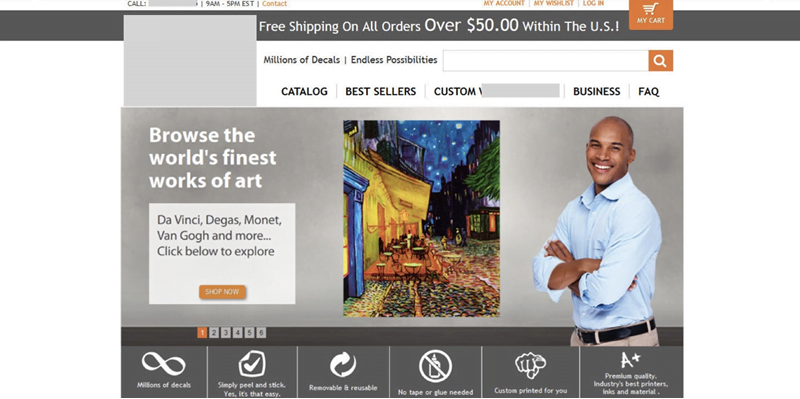 CALL: | 9AM - 5PM EST | Contact
MY ACCOUNT | MY WISHLIST | LOG IN
MY CART
Free Shipping On All Orders Over $50.00 Within The U.S.!
Millions of Decals | Endless Possibilities
CATALOG BEST SELLERS CUSTOM BUSINESS FAQ
Browse the
world's finest
works of art
Da Vinci, Degas, Monet,
Van Gogh and more...
Click below to explore
SHOP NOW
1 2 3 4 5 6
Millions of decals
Simply peel and stick.
Yes, it's that easy.
Removable & reusable
No tape or glue needed
Custom printed for you
A+
Premium quality.
Industry's best printers,
inks and material .